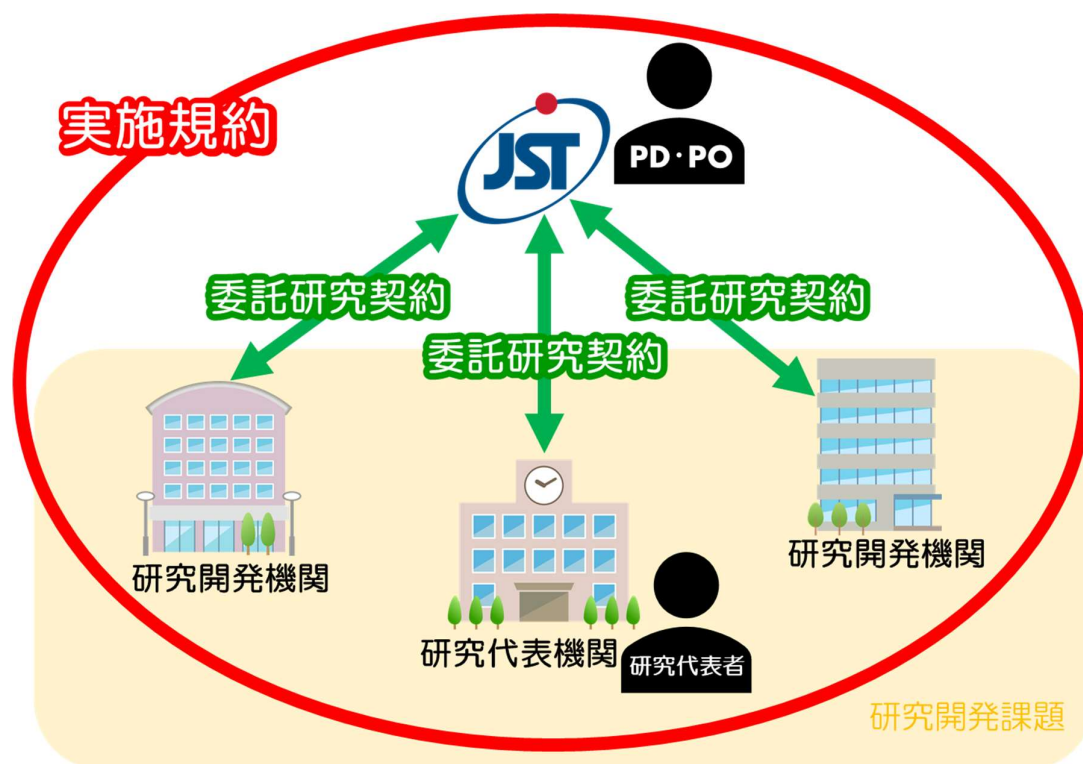 実施規約
JST
PD・PO
委託研究契約
委託研究契約
委託研究契約
研究開発機関
研究開発機関
研究代表機関
研究代表者
研究開発課題